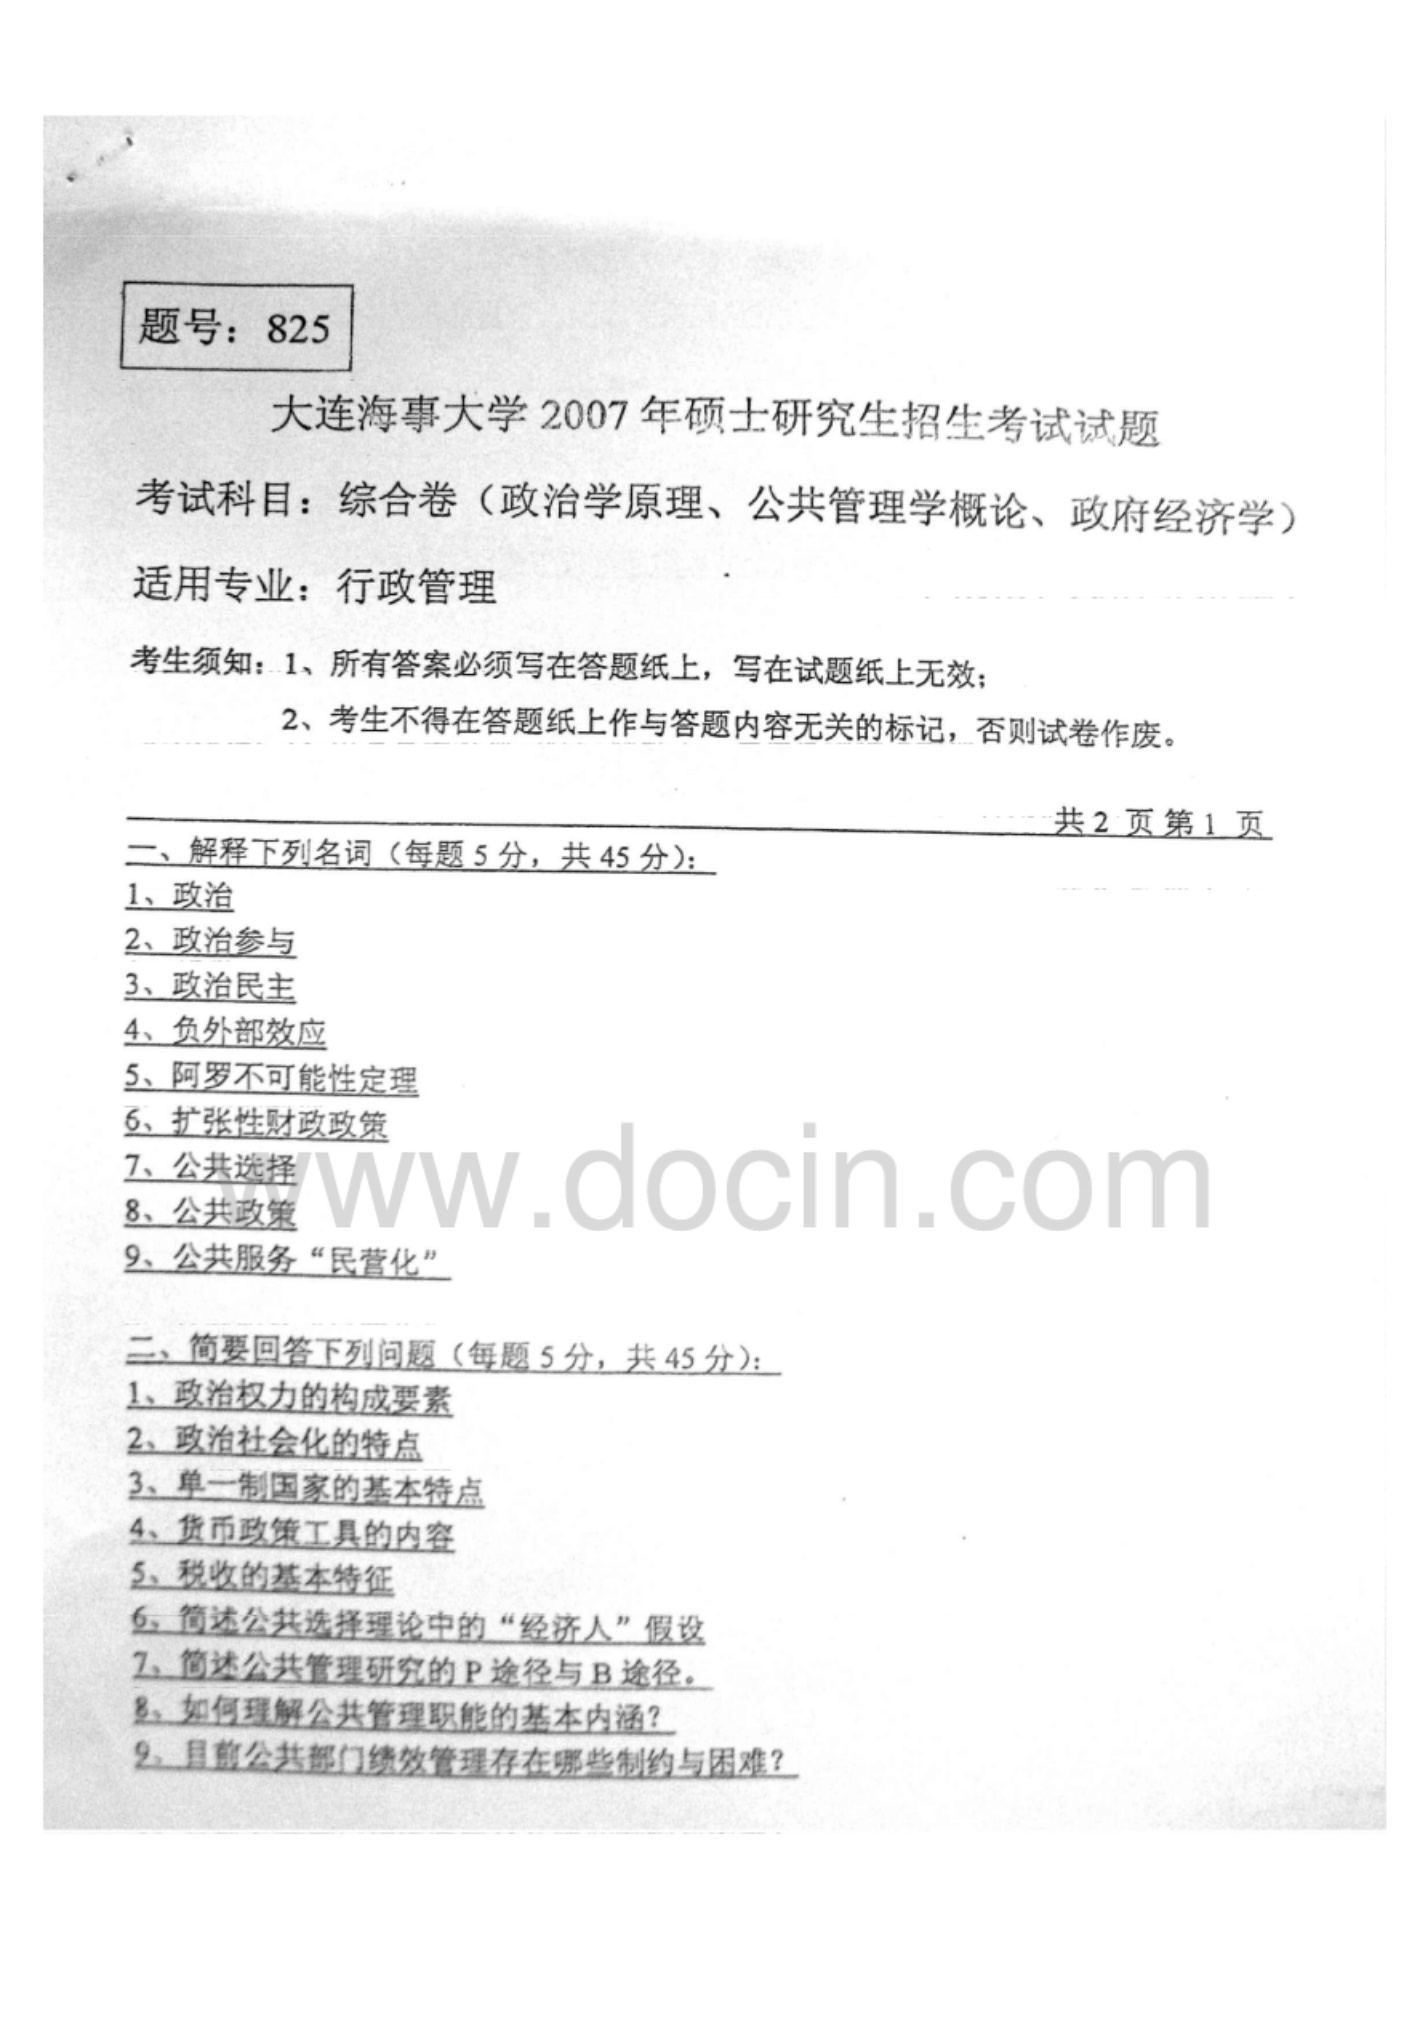 题号：825
大连海事大学 2007 年硕士研究生招生考试试题
考试科目：综合卷（政治学原理、公共管理学概论、政府经济学）
适用专业：行政管理
考生须知：1、所有答案必须写在答题纸上，写在试题纸上无效；
2、考生不得在答题纸上作与答题内容无关的标记，否则试卷作废。
共 2 页 第 1 页
一、解释下列名词（每题 5 分，共 45 分）：
1、政治
2、政治参与
3、政治民主
4、负外部效应
5、阿罗不可能性定理
6、扩张性财政政策
7、公共选择
8、公共政策
9、公共服务“民营化”
www.docin.com
二、简要回答下列问题（每题 5 分，共 45 分）：
1、政治权力的构成要素
2、政治社会化的特点
3、单一制国家的基本特点
4、货币政策工具的内容
5、税收的基本特征
6、简述公共选择理论中的“经济人”假设
7、简述公共管理研究的 P 途径与 B 途径。
8、如何理解公共管理职能的基本内涵？
9、目前公共部门绩效管理存在哪些制约与困难？